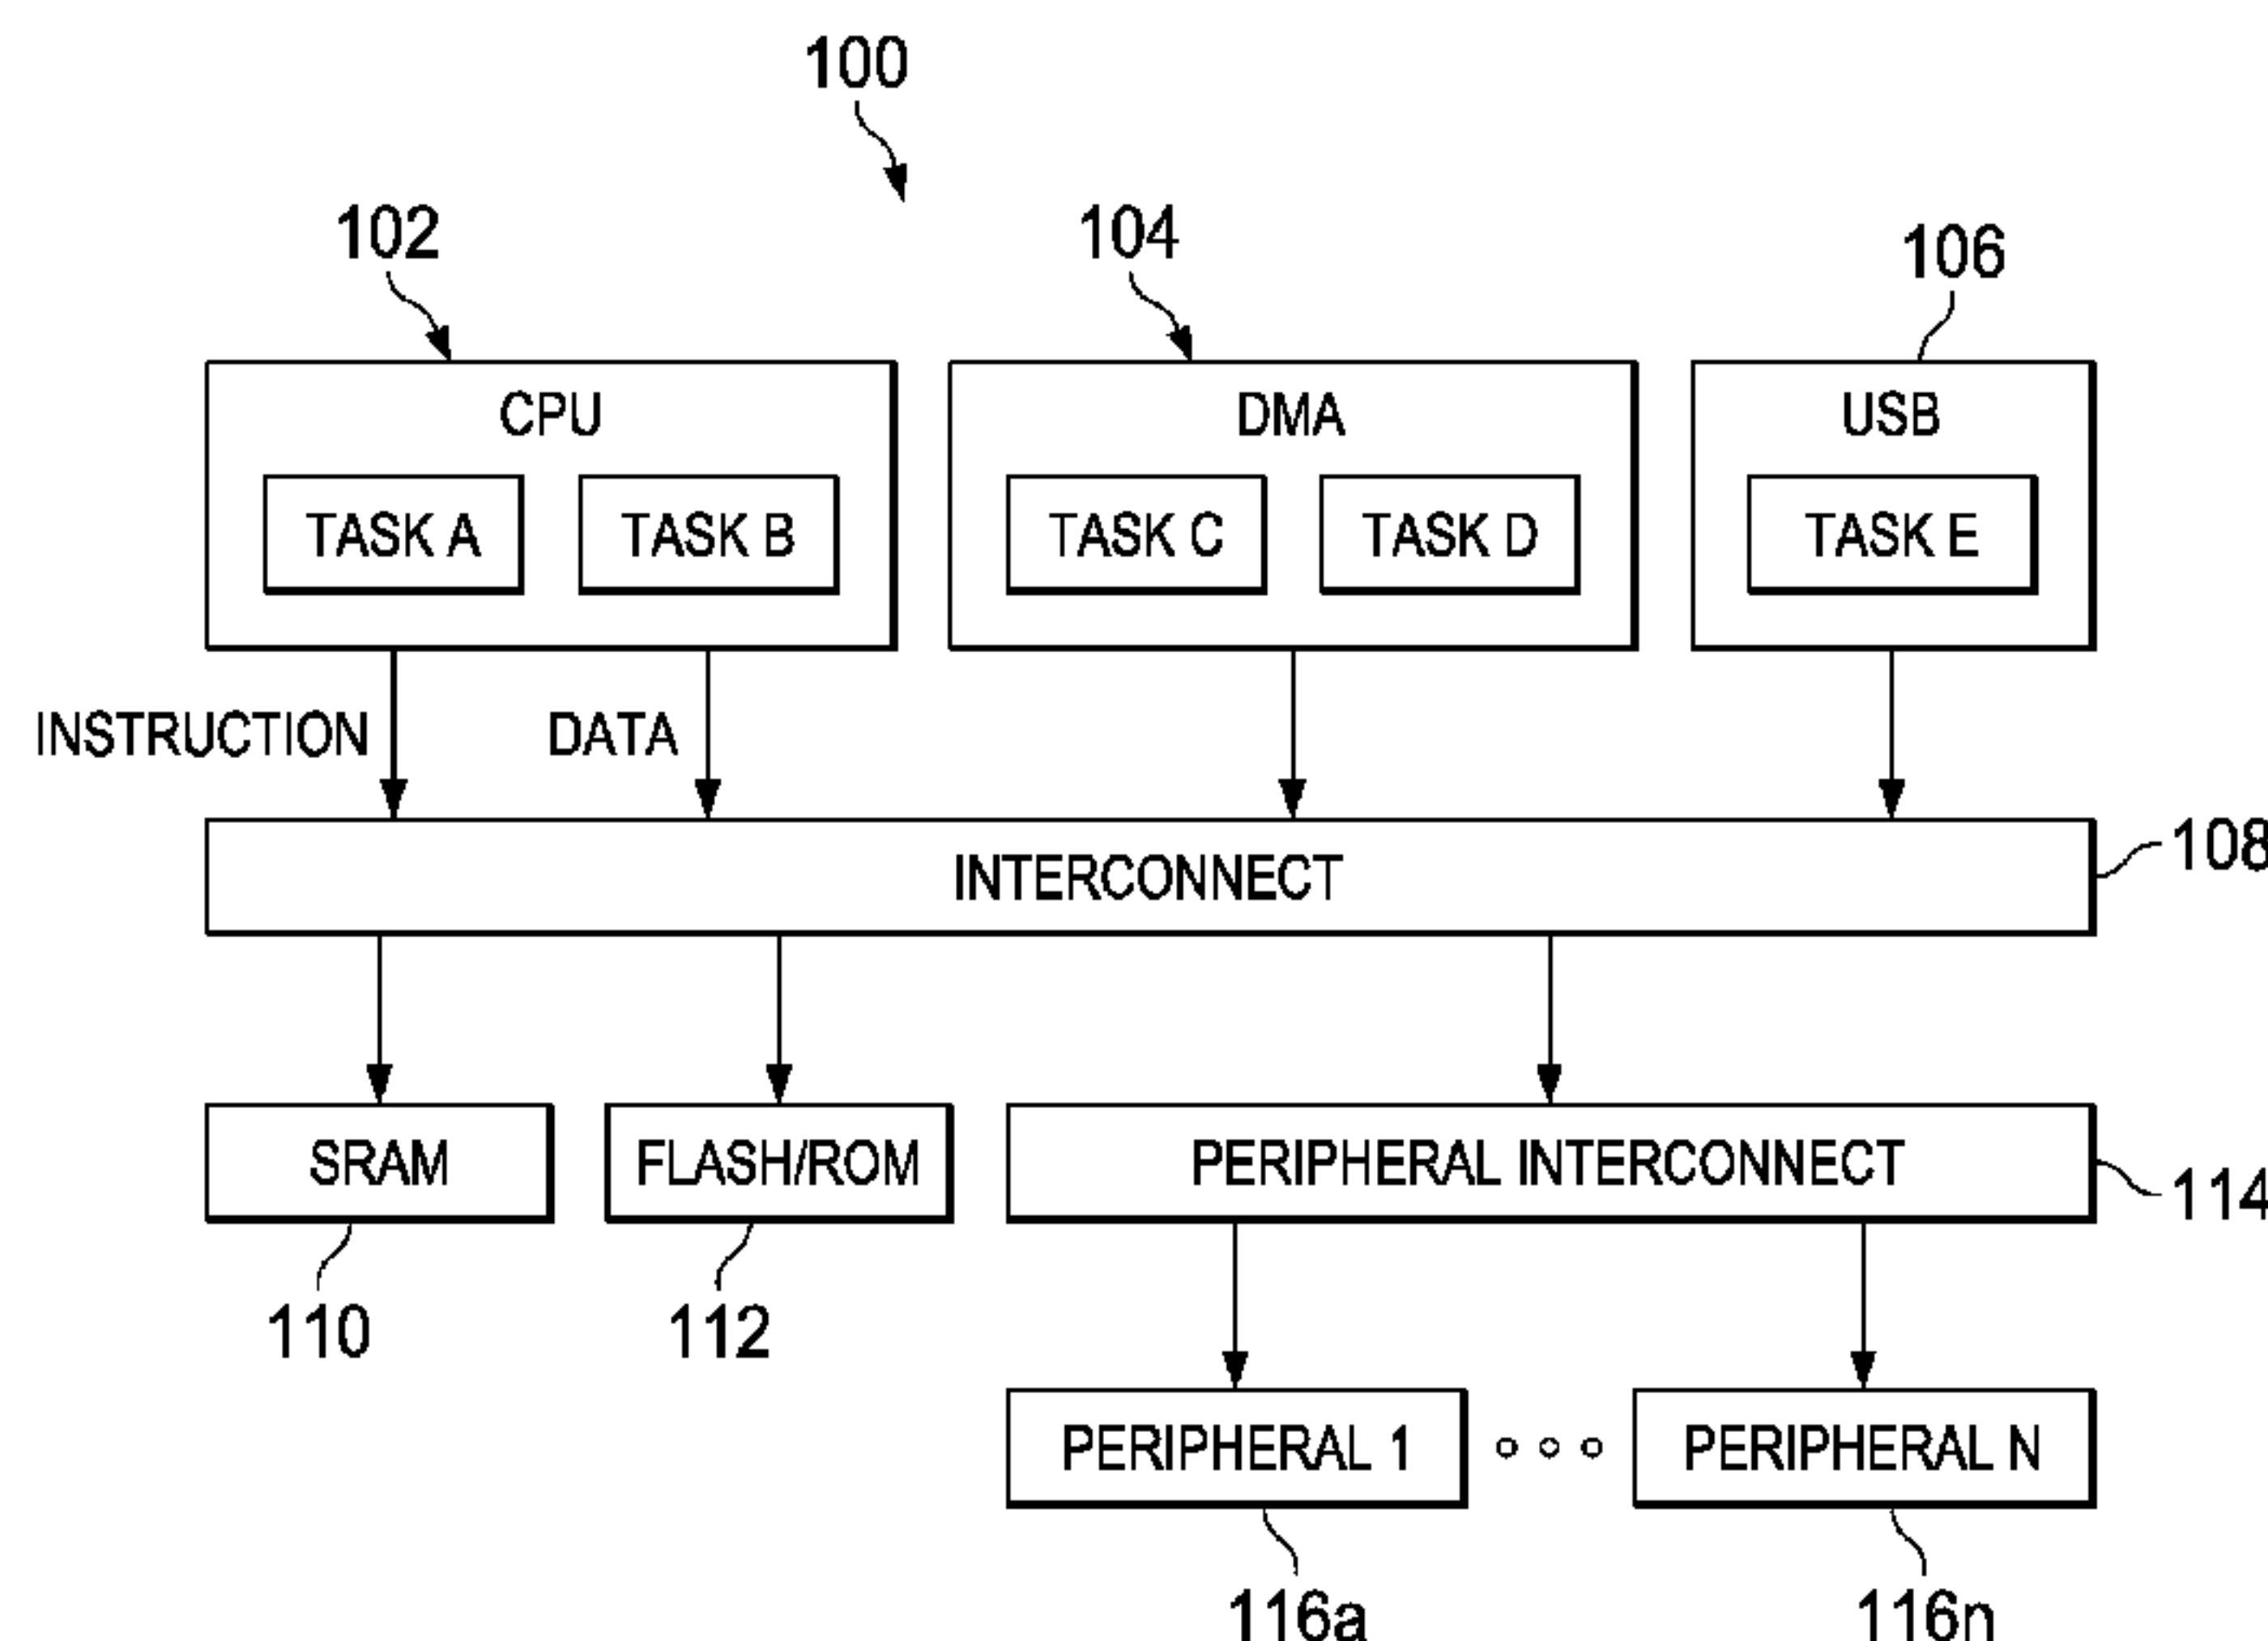 100
102
104
106
CPU
DMA
USB
TASK A
TASK B
TASK C
TASK D
TASK E
INSTRUCTION
DATA
INTERCONNECT
108
SRAM
FLASH/ROM
PERIPHERAL INTERCONNECT
114
110
112
PERIPHERAL 1
PERIPHERAL N
116a
116n